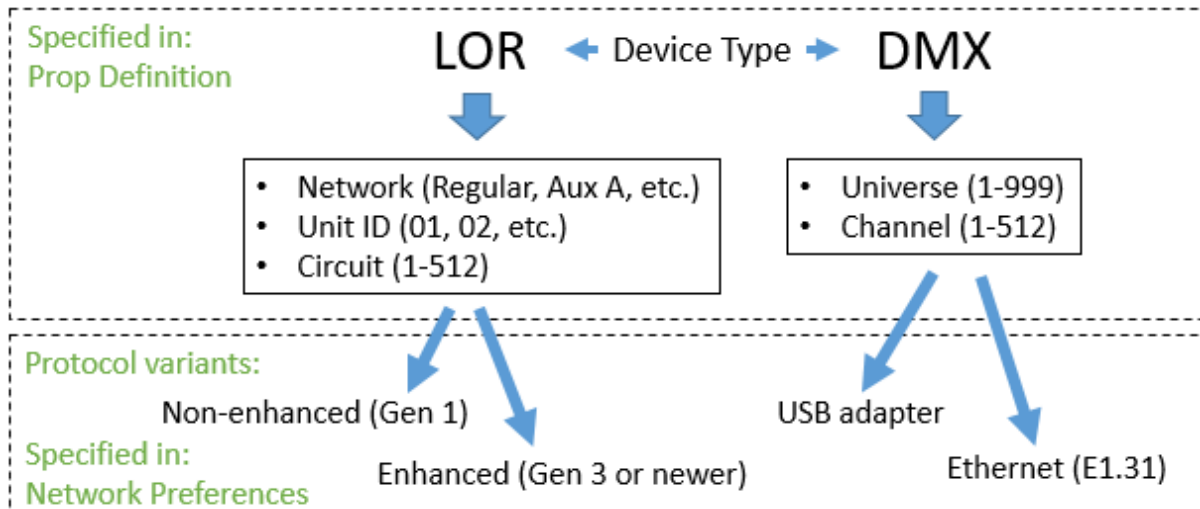 Specified in:
Prop Definition
LOR
Device Type
DMX
• Network (Regular, Aux A, etc.)
• Unit ID (01, 02, etc.)
• Circuit (1-512)
• Universe (1-999)
• Channel (1-512)
Protocol variants:
Non-enhanced (Gen 1)
USB adapter
Specified in:
Network Preferences
Enhanced (Gen 3 or newer)
Ethernet (E1.31)